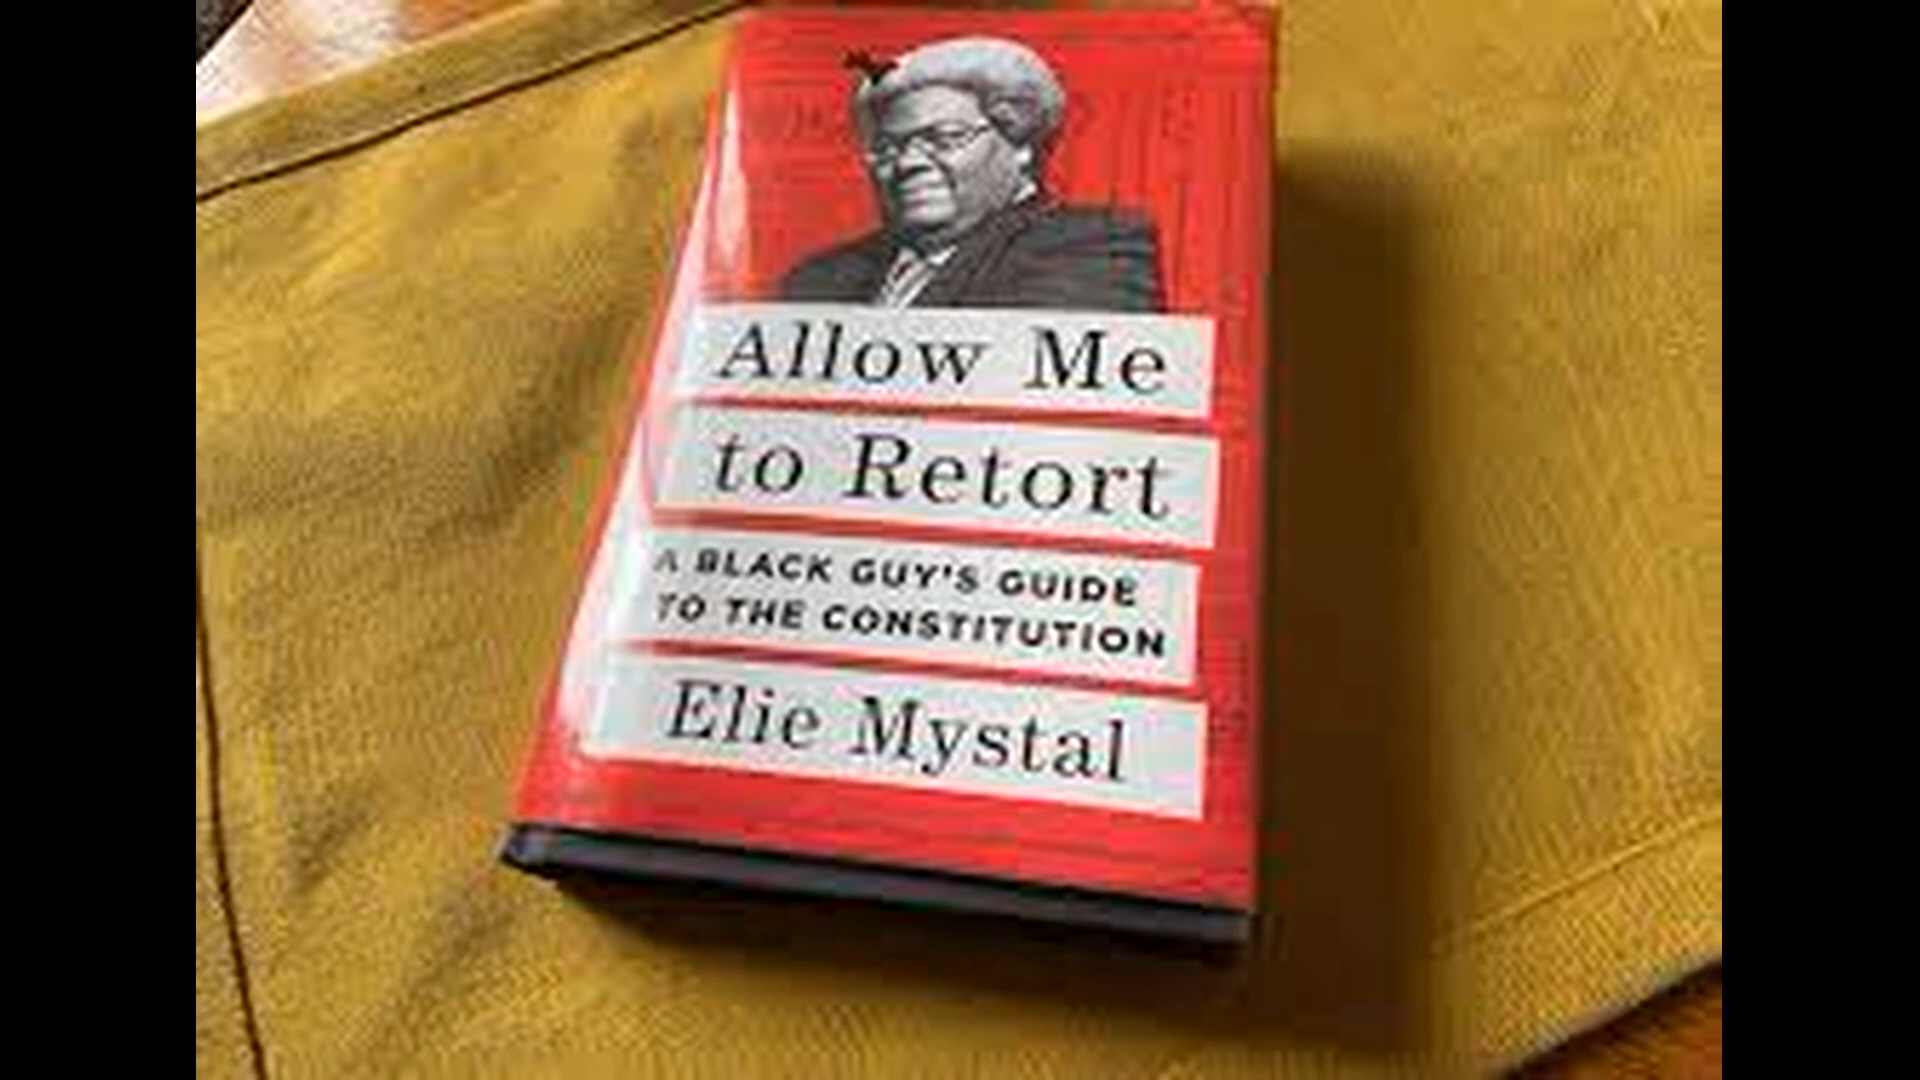 Allow Me
to Retort
A BLACK GUY'S GUIDE
TO THE CONSTITUTION
Elie Mystal